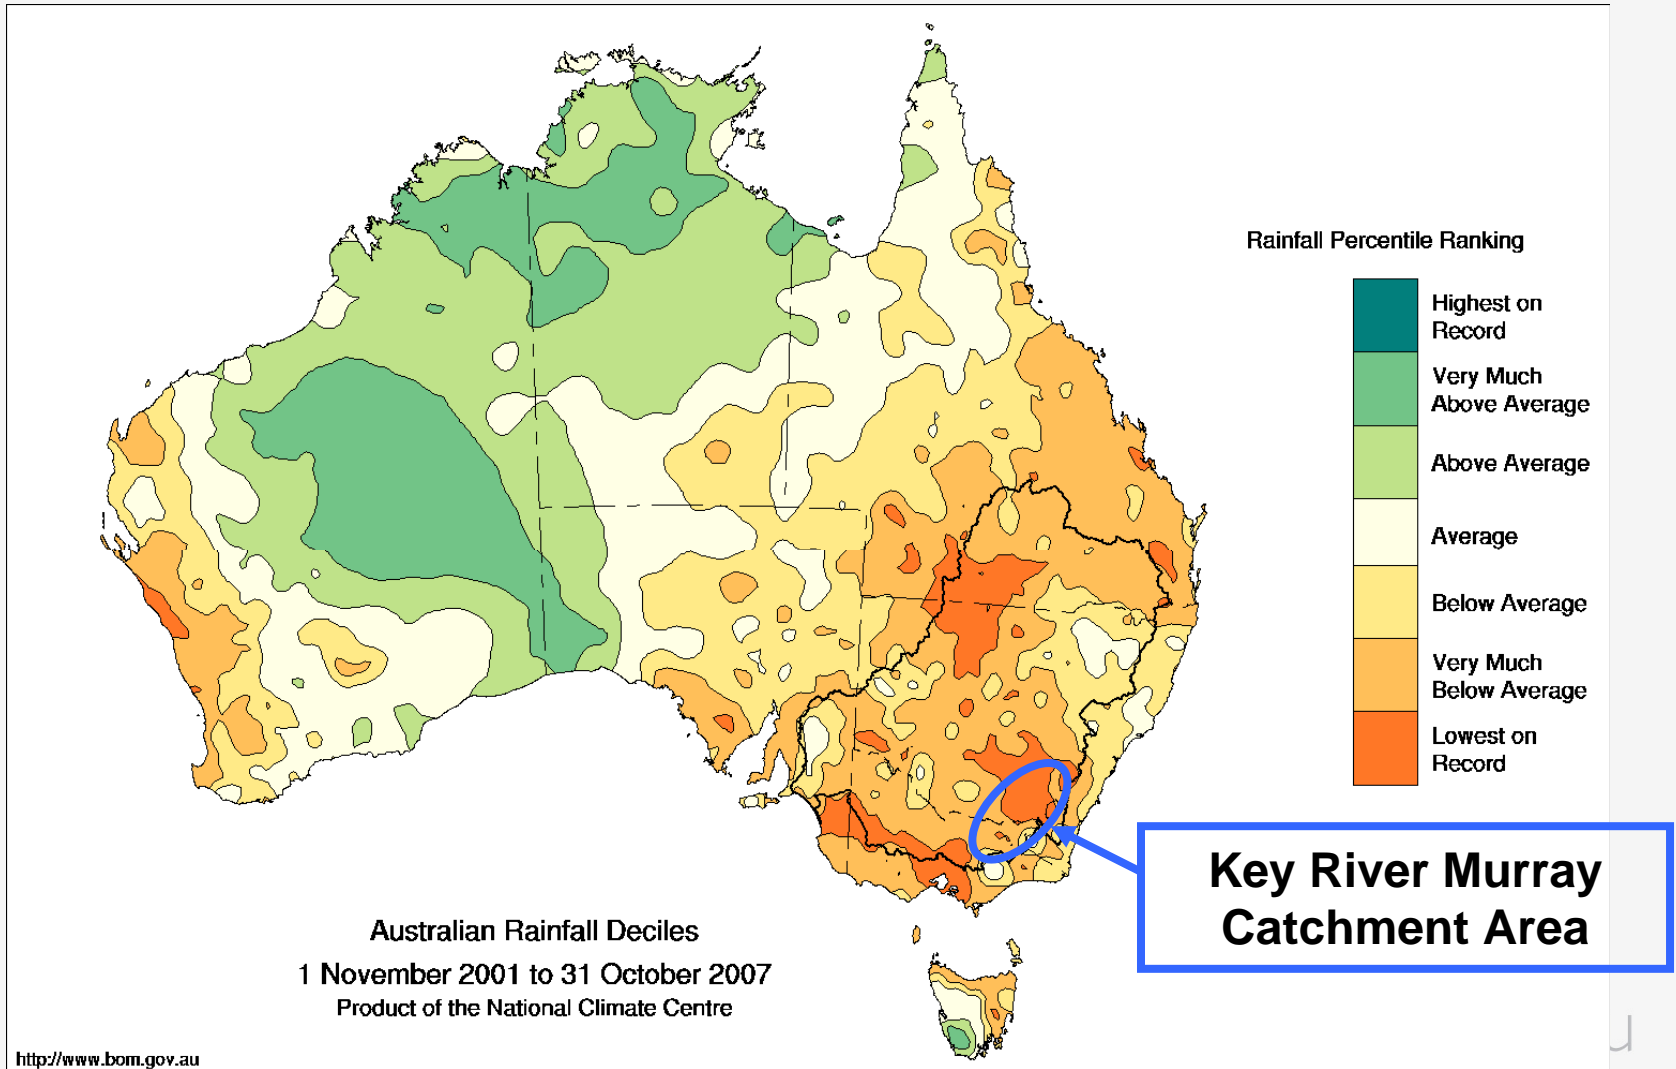 Rainfall Percentile Ranking
Highest on
Record
Very Much
Above Average
Above Average
Average
Below Average
Very Much
Below Average
Lowest on
Record
Key River Murray
Catchment Area
Australian Rainfall Deciles
1 November 2001 to 31 October 2007
Product of the National Climate Centre
http://www.bom.gov.au
u